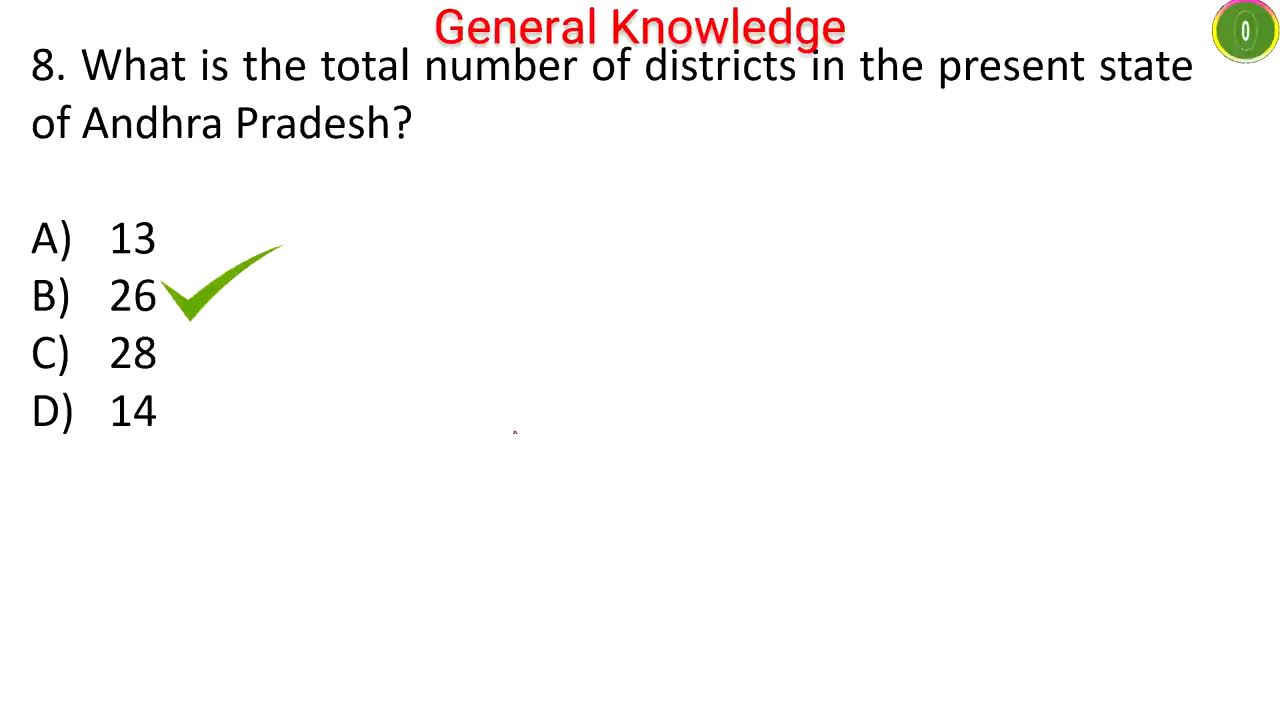 General Knowledge
0
8. What is the total number of districts in the present state
of Andhra Pradesh?
A) 13
B) 26
C) 28
D) 14